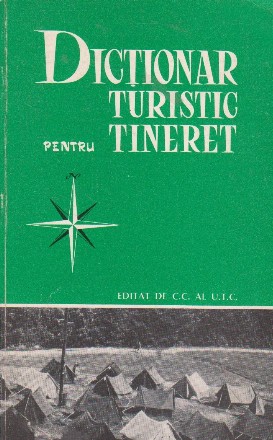 DICȚIONAR
TURISTIC
PENTRU TINERET
EDITAT DE C.C. AL U.T.C.